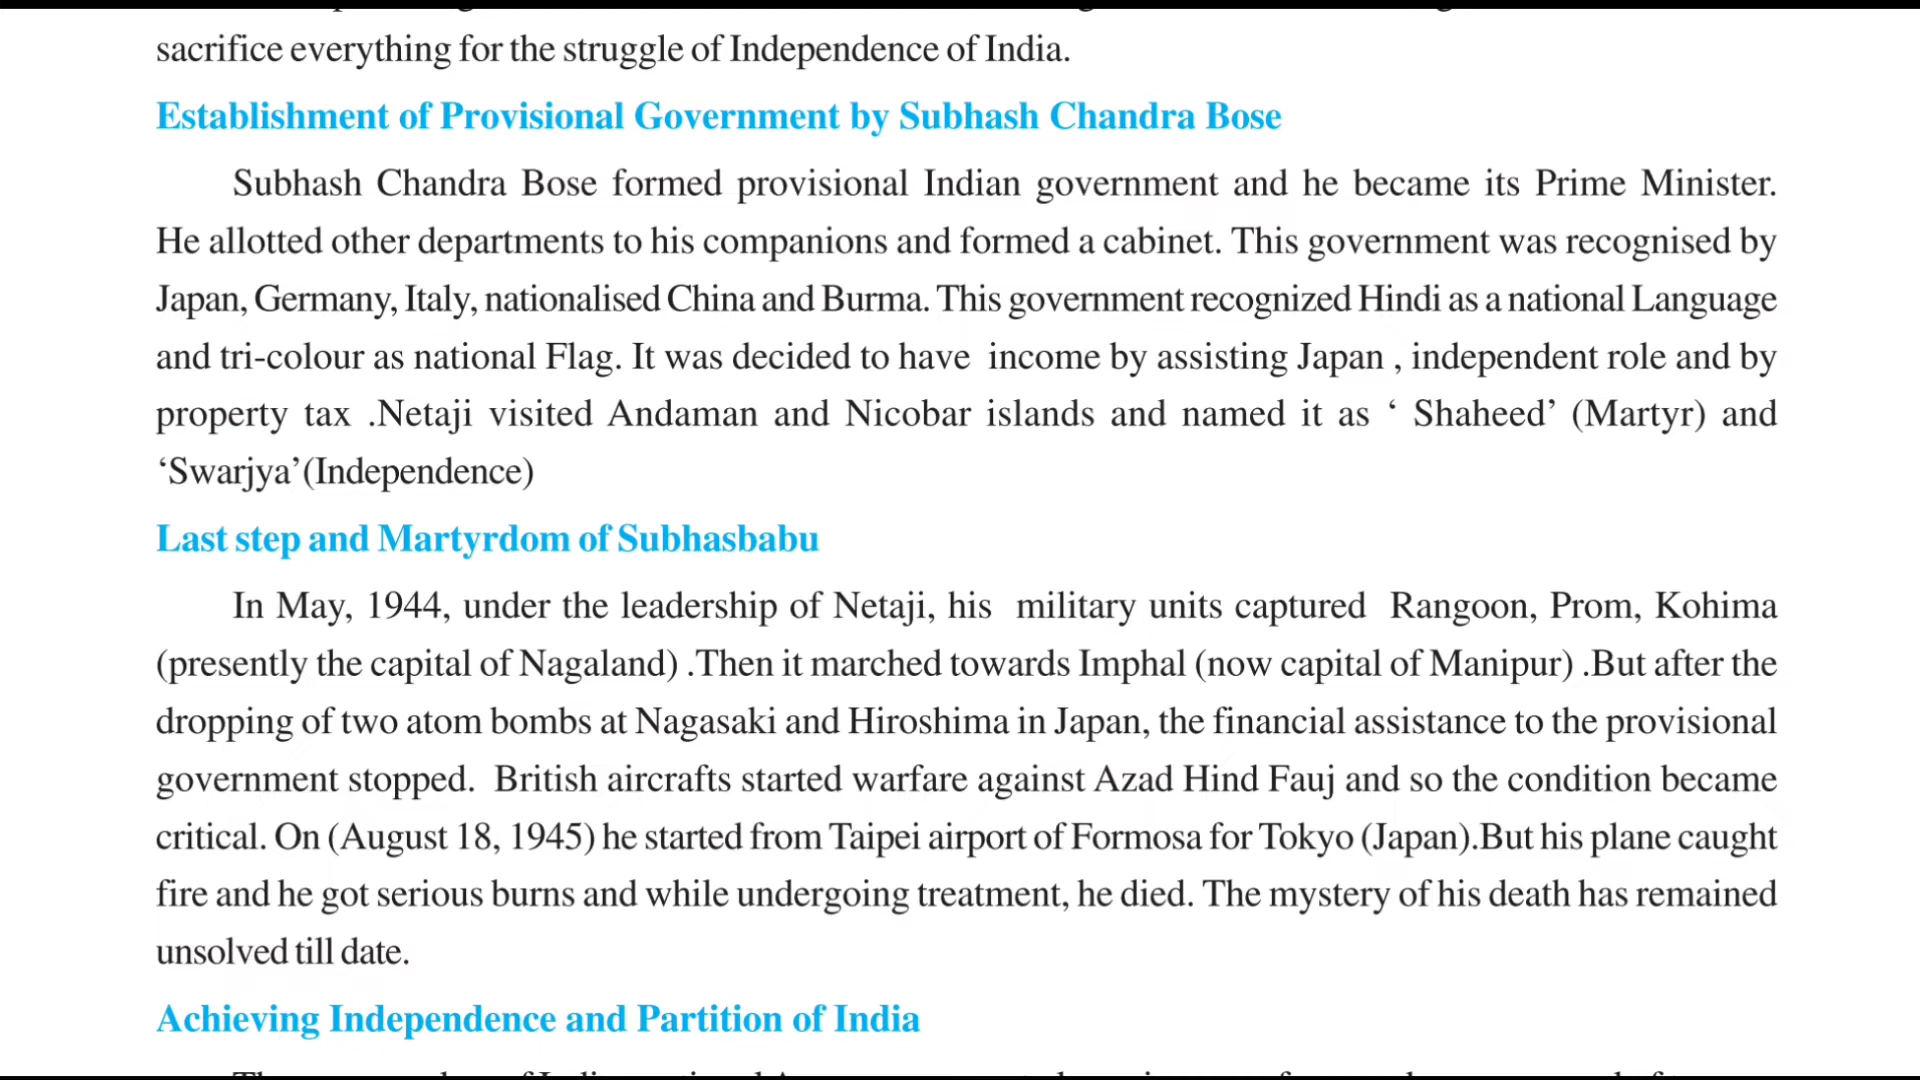 sacrifice everything for the struggle of Independence of India.
Establishment of Provisional Government by Subhash Chandra Bose
Subhash Chandra Bose formed provisional Indian government and he became its Prime Minister.
He allotted other departments to his companions and formed a cabinet. This government was recognised by
Japan, Germany, Italy, nationalised China and Burma. This government recognized Hindi as a national Language
and tri-colour as national Flag. It was decided to have income by assisting Japan , independent role and by
property tax .Netaji visited Andaman and Nicobar islands and named it as ‘ Shaheed’ (Martyr) and
‘Swarjya’(Independence)
Last step and Martyrdom of Subhasbabu
In May, 1944, under the leadership of Netaji, his military units captured Rangoon, Prom, Kohima
(presently the capital of Nagaland) .Then it marched towards Imphal (now capital of Manipur) .But after the
dropping of two atom bombs at Nagasaki and Hiroshima in Japan, the financial assistance to the provisional
government stopped. British aircrafts started warfare against Azad Hind Fauj and so the condition became
critical. On (August 18, 1945) he started from Taipei airport of Formosa for Tokyo (Japan).But his plane caught
fire and he got serious burns and while undergoing treatment, he died. The mystery of his death has remained
unsolved till date.
Achieving Independence and Partition of India